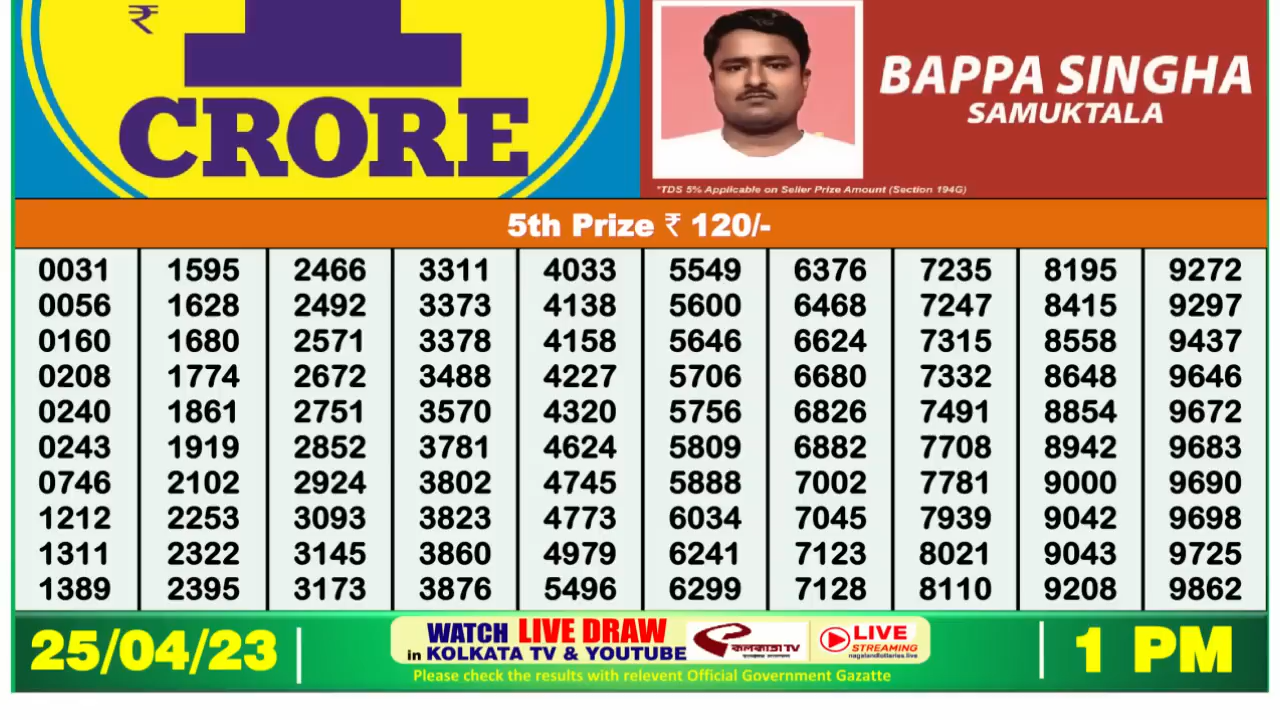 ₹
CRORE
BAPPA SINGHA
SAMUKTALA
*TDS 5% Applicable on Seller Prize Amount (Section 194G)
5th Prize ₹ 120/-
0031 1595 2466 3311 4033 5549 6376 7235 8195 9272
0056 1628 2492 3373 4138 5600 6468 7247 8415 9297
0160 1680 2571 3378 4158 5646 6624 7315 8558 9437
0208 1774 2672 3488 4227 5706 6680 7332 8648 9646
0240 1861 2751 3570 4320 5756 6826 7491 8854 9672
0243 1919 2852 3781 4624 5809 6882 7708 8942 9683
0746 2102 2924 3802 4745 5888 7002 7781 9000 9690
1212 2253 3093 3823 4773 6034 7045 7939 9042 9698
1311 2322 3145 3860 4979 6241 7123 8021 9043 9725
1389 2395 3173 3876 5496 6299 7128 8110 9208 9862
25/04/23
WATCH LIVE DRAW
in KOLKATA TV & YOUTUBE
কলকাতা TV
LIVE
STREAMING
nagalandlotteries.live
Please check the results with relevent Official Government Gazatte
1 PM